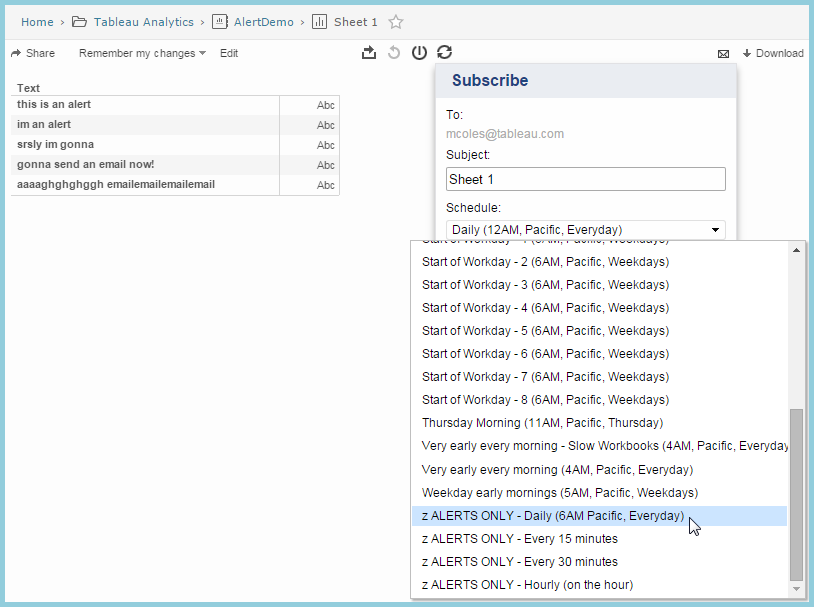 Home › Tableau Analytics › AlertDemo › Sheet 1
Share Remember my changes Edit Download
Text
this is an alert Abc
im an alert Abc
srsly im gonna Abc
gonna send an email now! Abc
aaaaghghghggh emailemailemailemail Abc
Subscribe
To:
mcoles@tableau.com
Subject:
Sheet 1
Schedule:
Daily (12AM, Pacific, Everyday)
Start of Workday - 1 (6AM, Pacific, Weekdays)
Start of Workday - 2 (6AM, Pacific, Weekdays)
Start of Workday - 3 (6AM, Pacific, Weekdays)
Start of Workday - 4 (6AM, Pacific, Weekdays)
Start of Workday - 5 (6AM, Pacific, Weekdays)
Start of Workday - 6 (6AM, Pacific, Weekdays)
Start of Workday - 7 (6AM, Pacific, Weekdays)
Start of Workday - 8 (6AM, Pacific, Weekdays)
Thursday Morning (11AM, Pacific, Thursday)
Very early every morning - Slow Workbooks (4AM, Pacific, Everyday
Very early every morning (4AM, Pacific, Everyday)
Weekday early mornings (5AM, Pacific, Weekdays)
z ALERTS ONLY - Daily (6AM Pacific, Everyday)
z ALERTS ONLY - Every 15 minutes
z ALERTS ONLY - Every 30 minutes
z ALERTS ONLY - Hourly (on the hour)